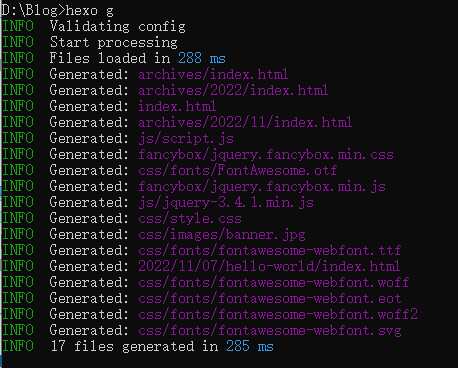 D:\Blog>hexo g
INFO  Validating config
INFO  Start processing
INFO  Files loaded in 288 ms
INFO  Generated: archives/index.html
INFO  Generated: archives/2022/index.html
INFO  Generated: index.html
INFO  Generated: archives/2022/11/index.html
INFO  Generated: js/script.js
INFO  Generated: fancybox/jquery.fancybox.min.css
INFO  Generated: css/fonts/FontAwesome.otf
INFO  Generated: fancybox/jquery.fancybox.min.js
INFO  Generated: js/jquery-3.4.1.min.js
INFO  Generated: css/style.css
INFO  Generated: css/images/banner.jpg
INFO  Generated: css/fonts/fontawesome-webfont.ttf
INFO  Generated: 2022/11/07/hello-world/index.html
INFO  Generated: css/fonts/fontawesome-webfont.woff
INFO  Generated: css/fonts/fontawesome-webfont.eot
INFO  Generated: css/fonts/fontawesome-webfont.woff2
INFO  Generated: css/fonts/fontawesome-webfont.svg
INFO  17 files generated in 285 ms